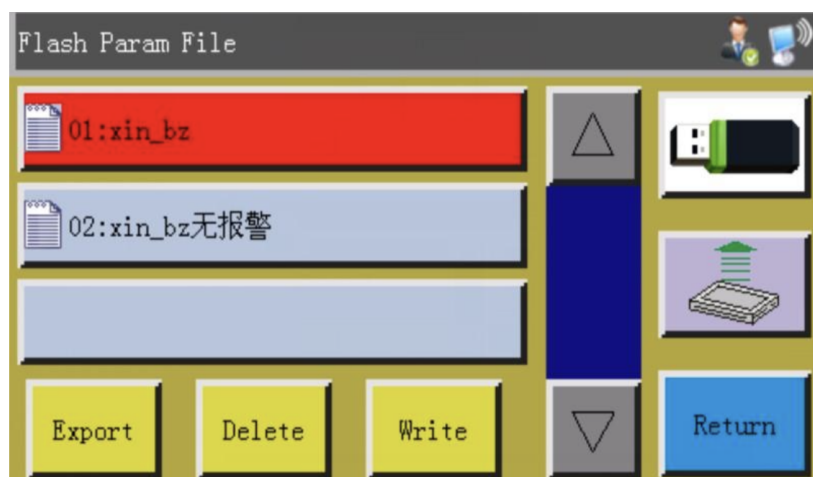 Flash Param File
01:xin_bz
02:xin_bz无报警
Export
Delete
Write
Return